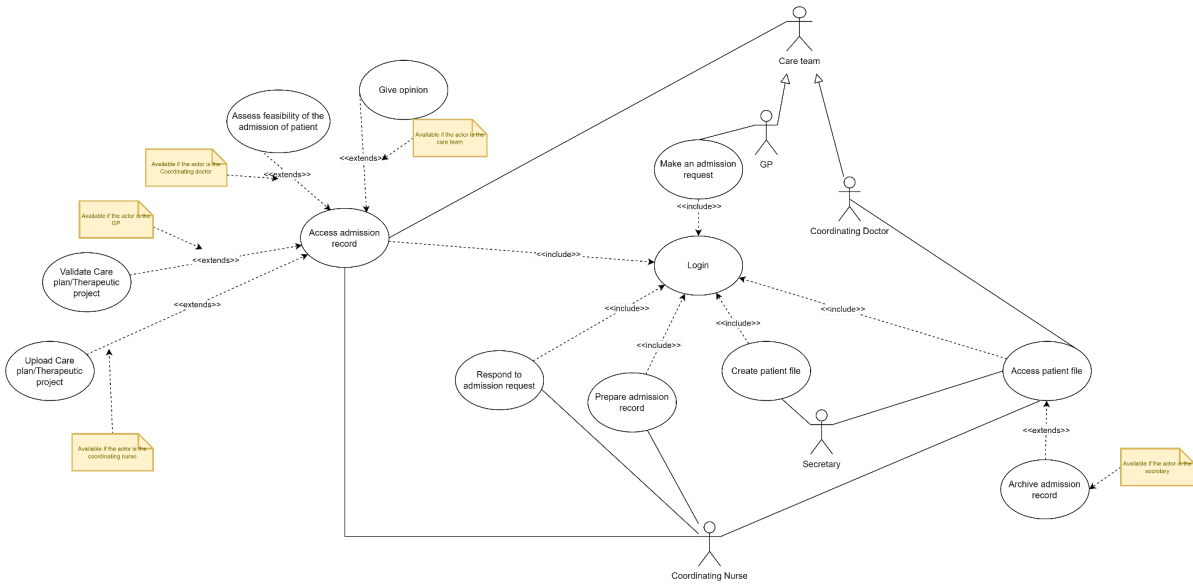 Care team
Give opinion
Assess feasibility of the
admission of patient
Available if the actor is the
care team
<<extends>>
Available if the actor is the
Coordinating doctor
<<extends>>
GP
Make an admission
request
<<include>>
Coordinating Doctor
Available if the actor is the
GP
Access admission
record
<<extends>>
<<include>>
Login
Validate Care
plan/Therapeutic
project
<<extends>>
<<include>>
<<include>>
<<include>>
<<include>>
Upload Care
plan/Therapeutic
project
Respond to
admission request
Prepare admission
record
Create patient file
Access patient file
<<extends>>
Available if the actor is the
coordinating nurse
Secretary
Available if the actor is the
secretary
Archive admission
record
Coordinating Nurse